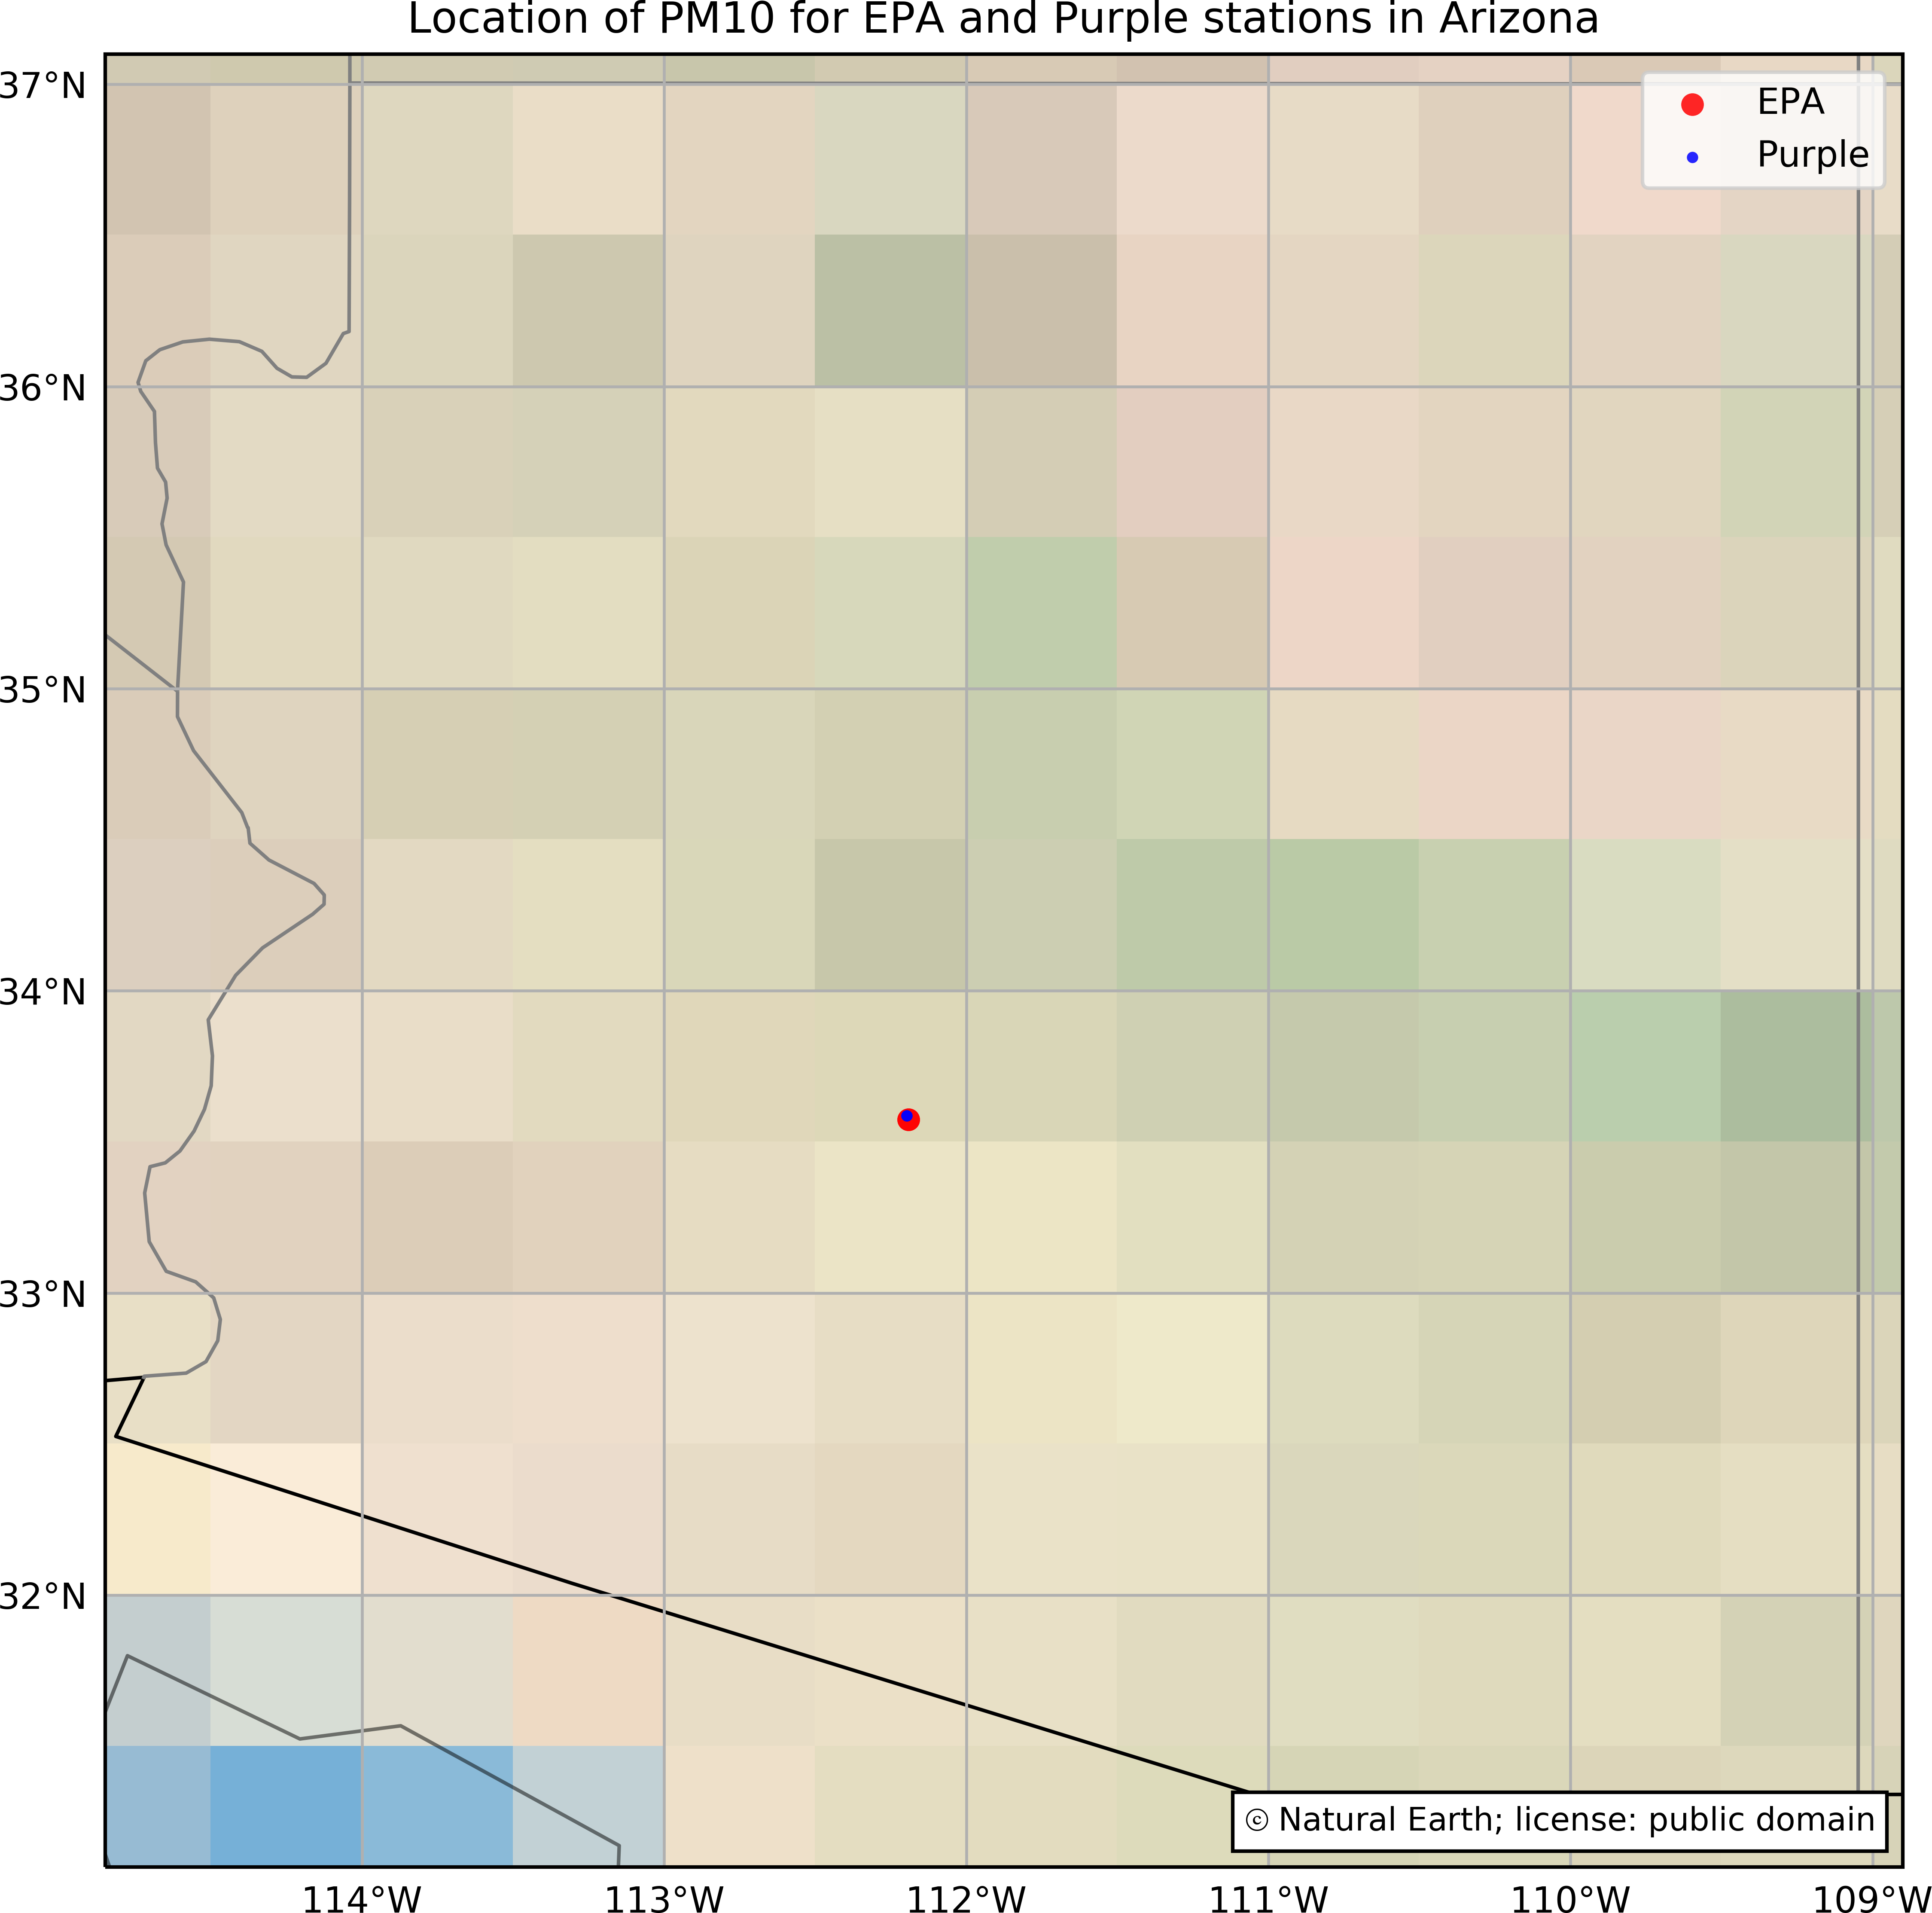 Location of PM10 for EPA and Purple stations in Arizona
37°N
EPA
Purple
36°N
35°N
34°N
33°N
32°N
© Natural Earth; license: public domain
114°W
113°W
112°W
111°W
110°W
109°W